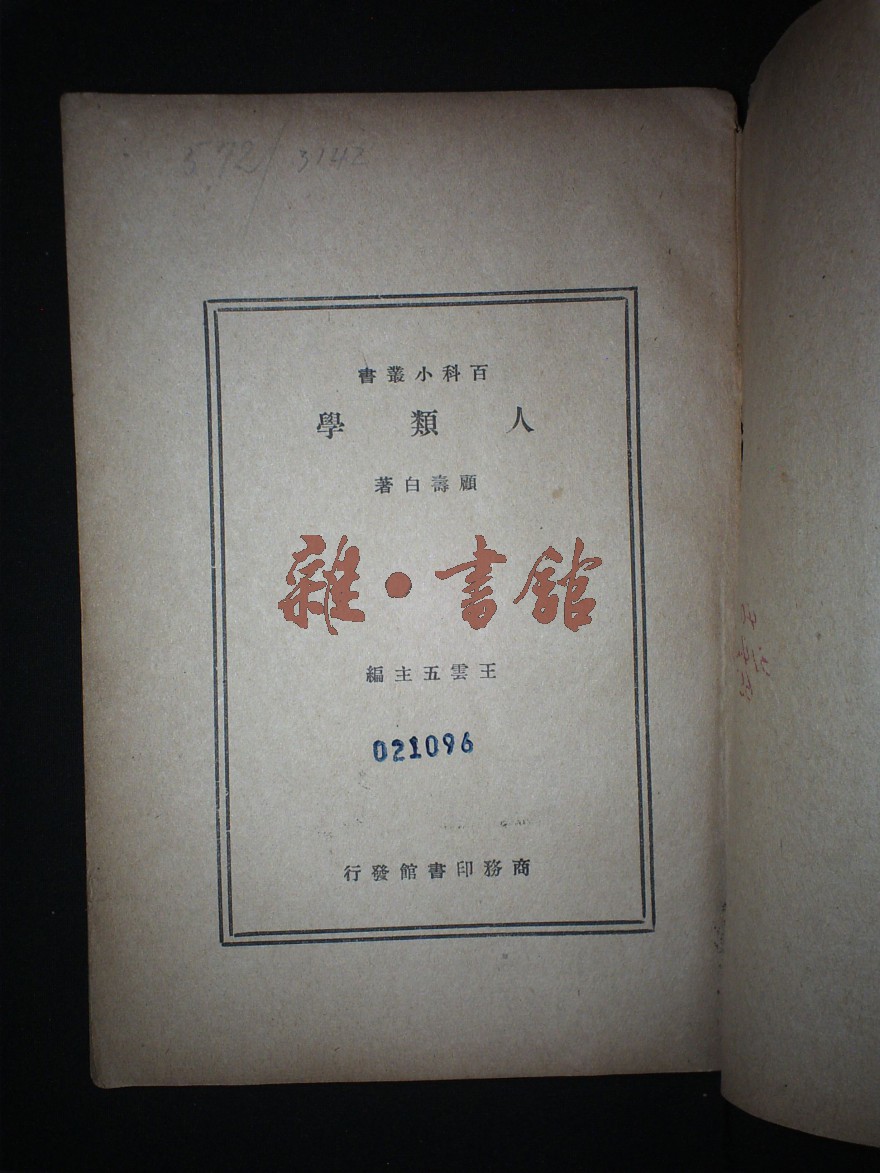 572/3142
百科小叢書
人類學
顧壽白著
雜·書館
王雲五主編
021096
商務印書館發行